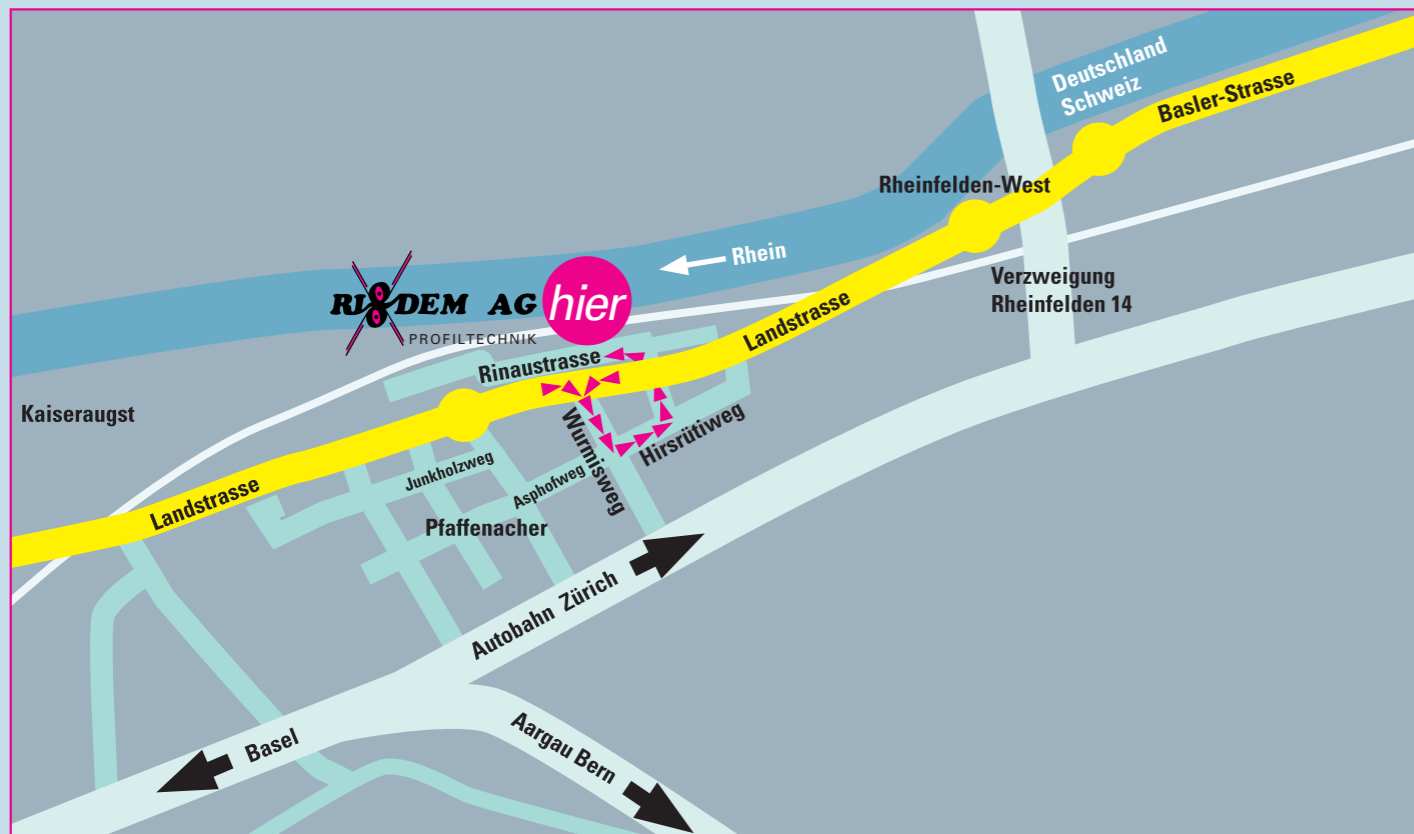 Deutschland
Schweiz
Basler-Strasse
Rheinfelden-West
Rhein
Verzweigung
Rheinfelden 14
RIDEM AG
PROFILTECHNIK
hier
Landstrasse
Rinaustrasse
Kaiseraugst
Wurmisweg
Hirsrütiweg
Junkholzweg
Asphofweg
Landstrasse
Pfaffenacher
Autobahn Zürich
Basel
Aargau Bern